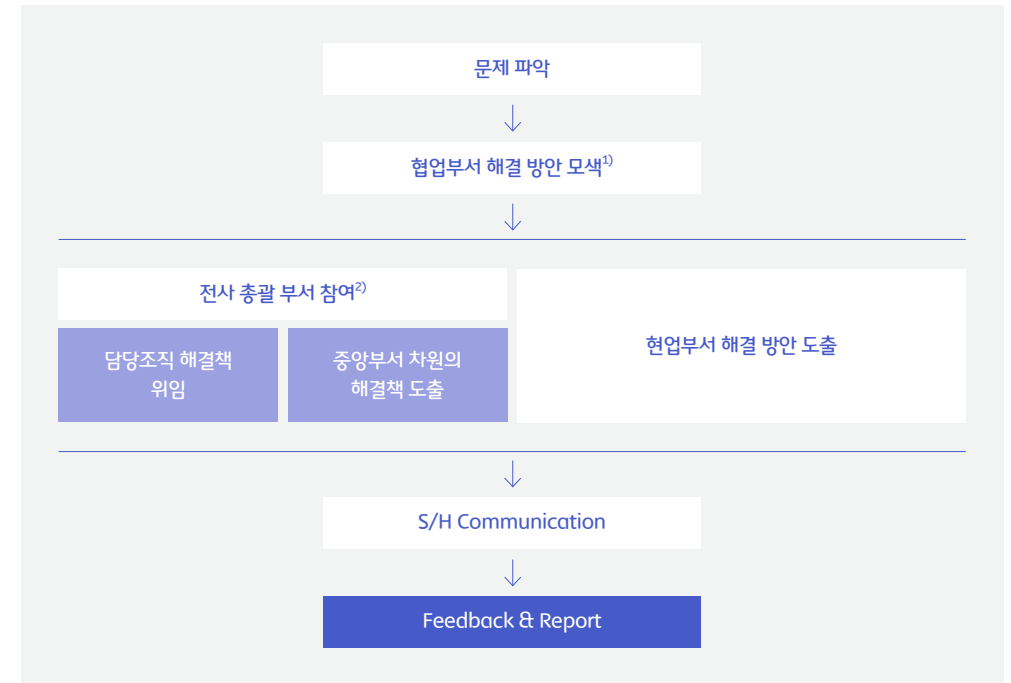 문제 파악
협업부서 해결 방안 모색1)
전사 총괄 부서 참여2)
담당조직 해결책
위임
중앙부서 차원의
해결책 도출
현업부서 해결 방안 도출
S/H Communication
Feedback & Report